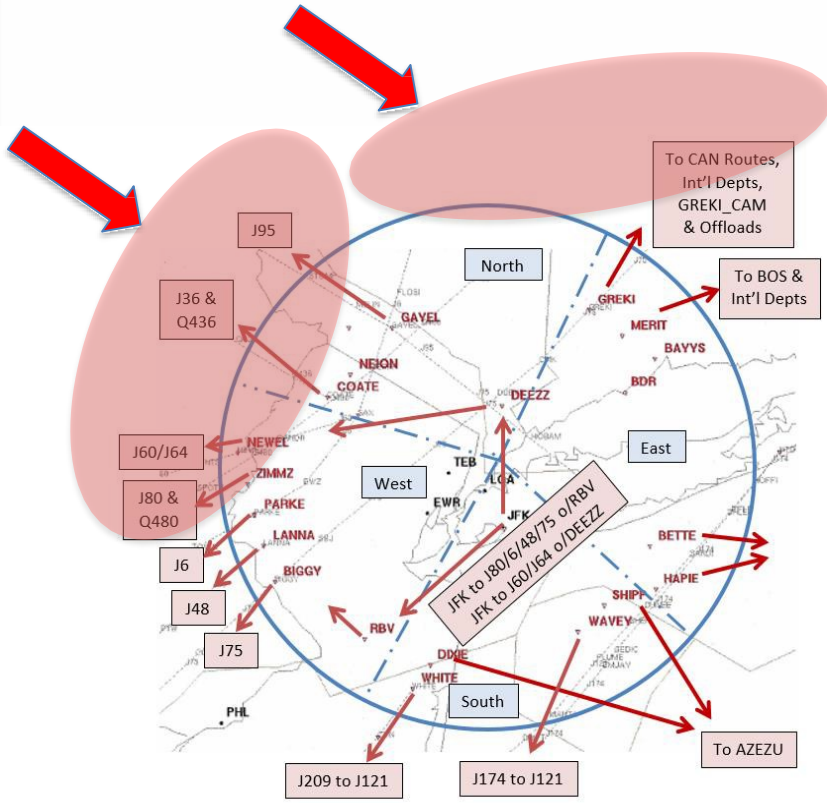 To CAN Routes,
Int'l Depts,
GREKI_CAM
& Offloads
J95
North
To BOS &
Int'l Depts
J36 &
Q436
GREKI
GAYEL
MERIT
BAYYS
NEION
COATE
BDR
DEEZZ
J60/J64
NEWEL
East
TEB
ZIMMZ
West
LGA
J80 &
Q480
EWR
PARKE
JFK
JFK to J80/6/48/75 o/RBV
JFK to J60/J64 o/DEEZZ
LANNA
BETTE
J6
BIGGY
HAPIE
SHIPP
J48
WAVEY
RBV
J75
DIXIE
WHITE
South
PHL
To AZEZU
J209 to J121
J174 to J121